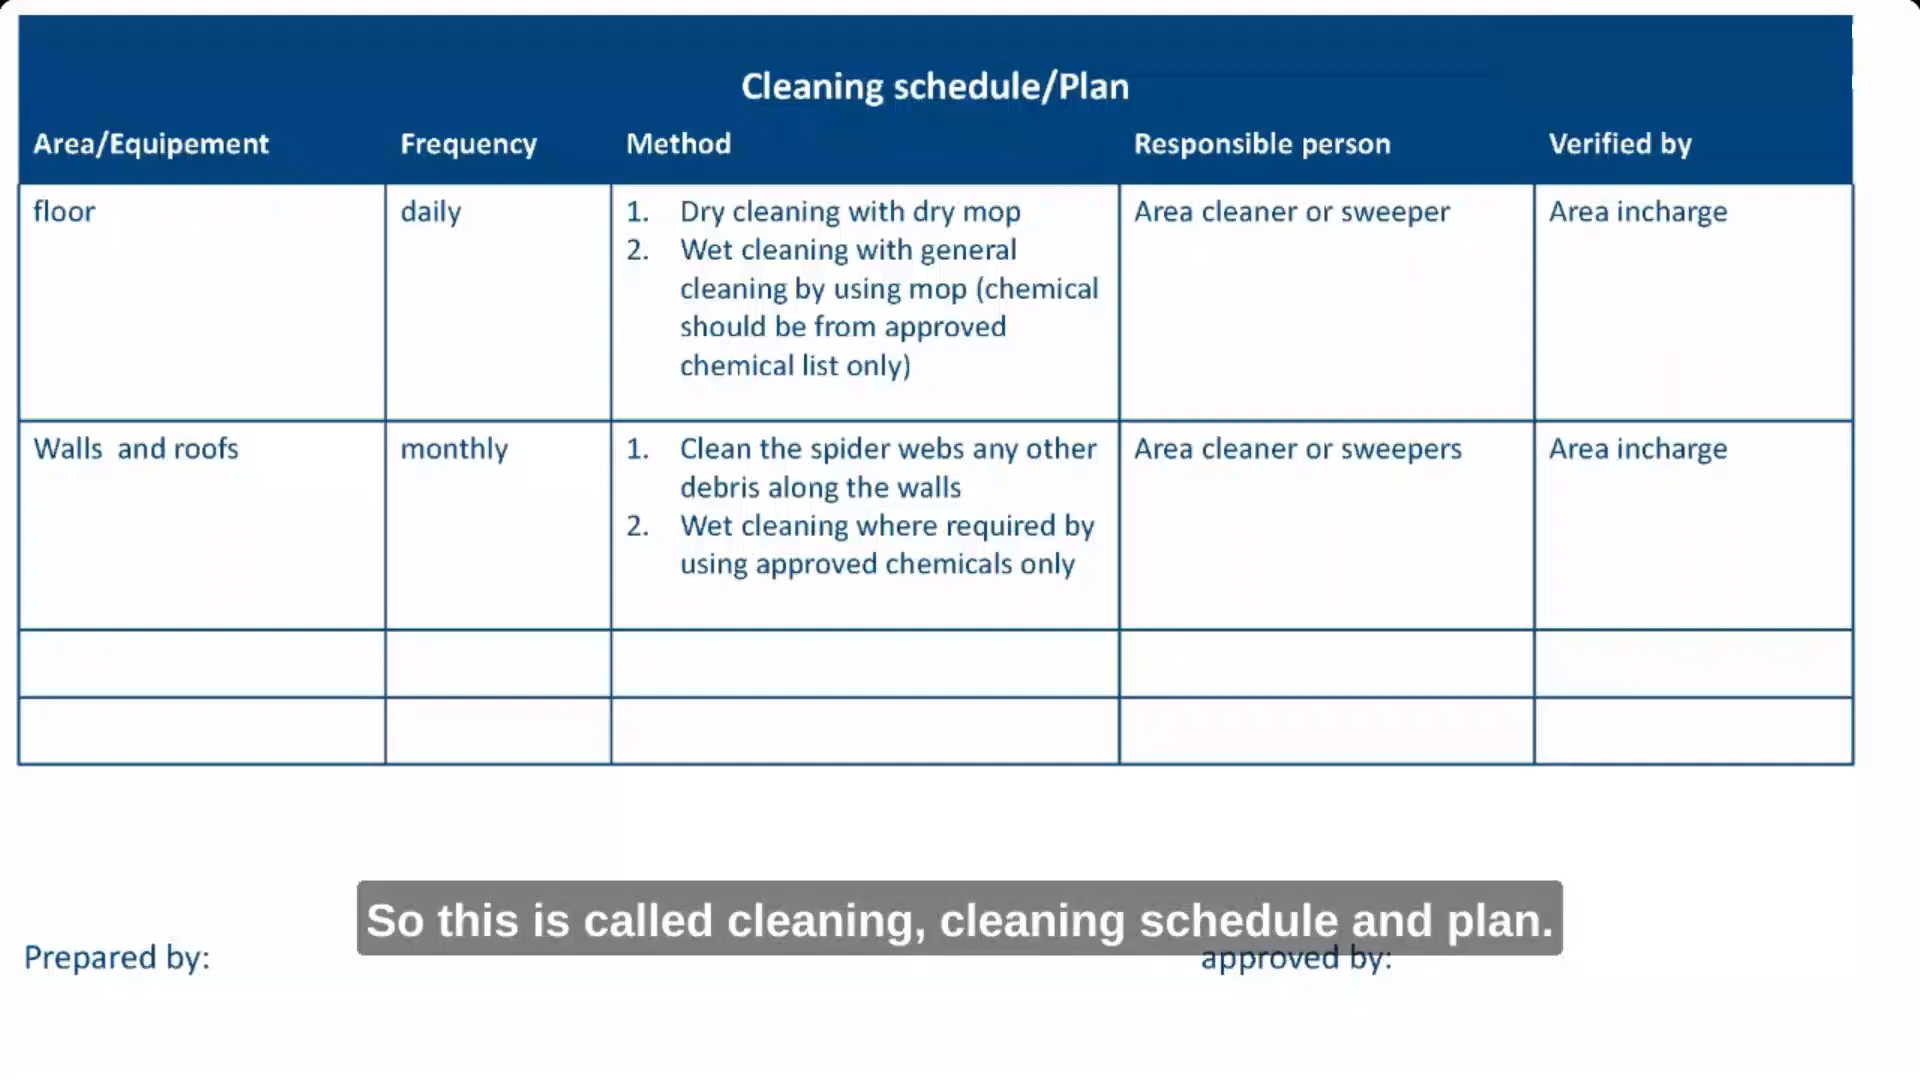 Cleaning schedule/Plan
Area/Equipement Frequency Method Responsible person Verified by
floor daily 1. Dry cleaning with dry mop Area cleaner or sweeper Area incharge
2. Wet cleaning with general
cleaning by using mop (chemical
should be from approved
chemical list only)
Walls and roofs monthly 1. Clean the spider webs any other Area cleaner or sweepers Area incharge
debris along the walls
2. Wet cleaning where required by
using approved chemicals only
So this is called cleaning, cleaning schedule and plan.
Prepared by: approved by: